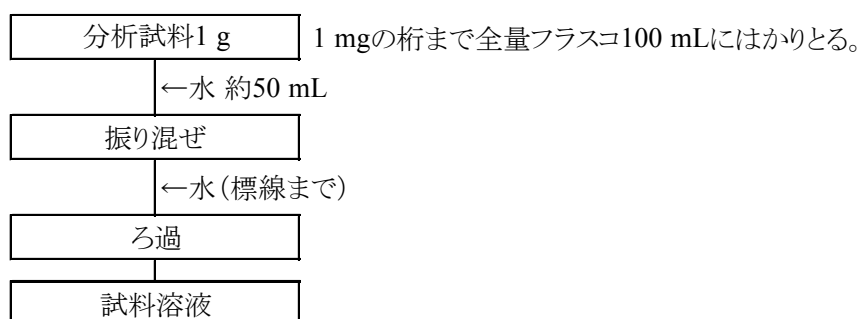 分析試料1 g 1 mgの桁まで全量フラスコ100 mLにはかりとる。
←水 約50 mL
振り混ぜ
←水（標線まで）
ろ過
試料溶液